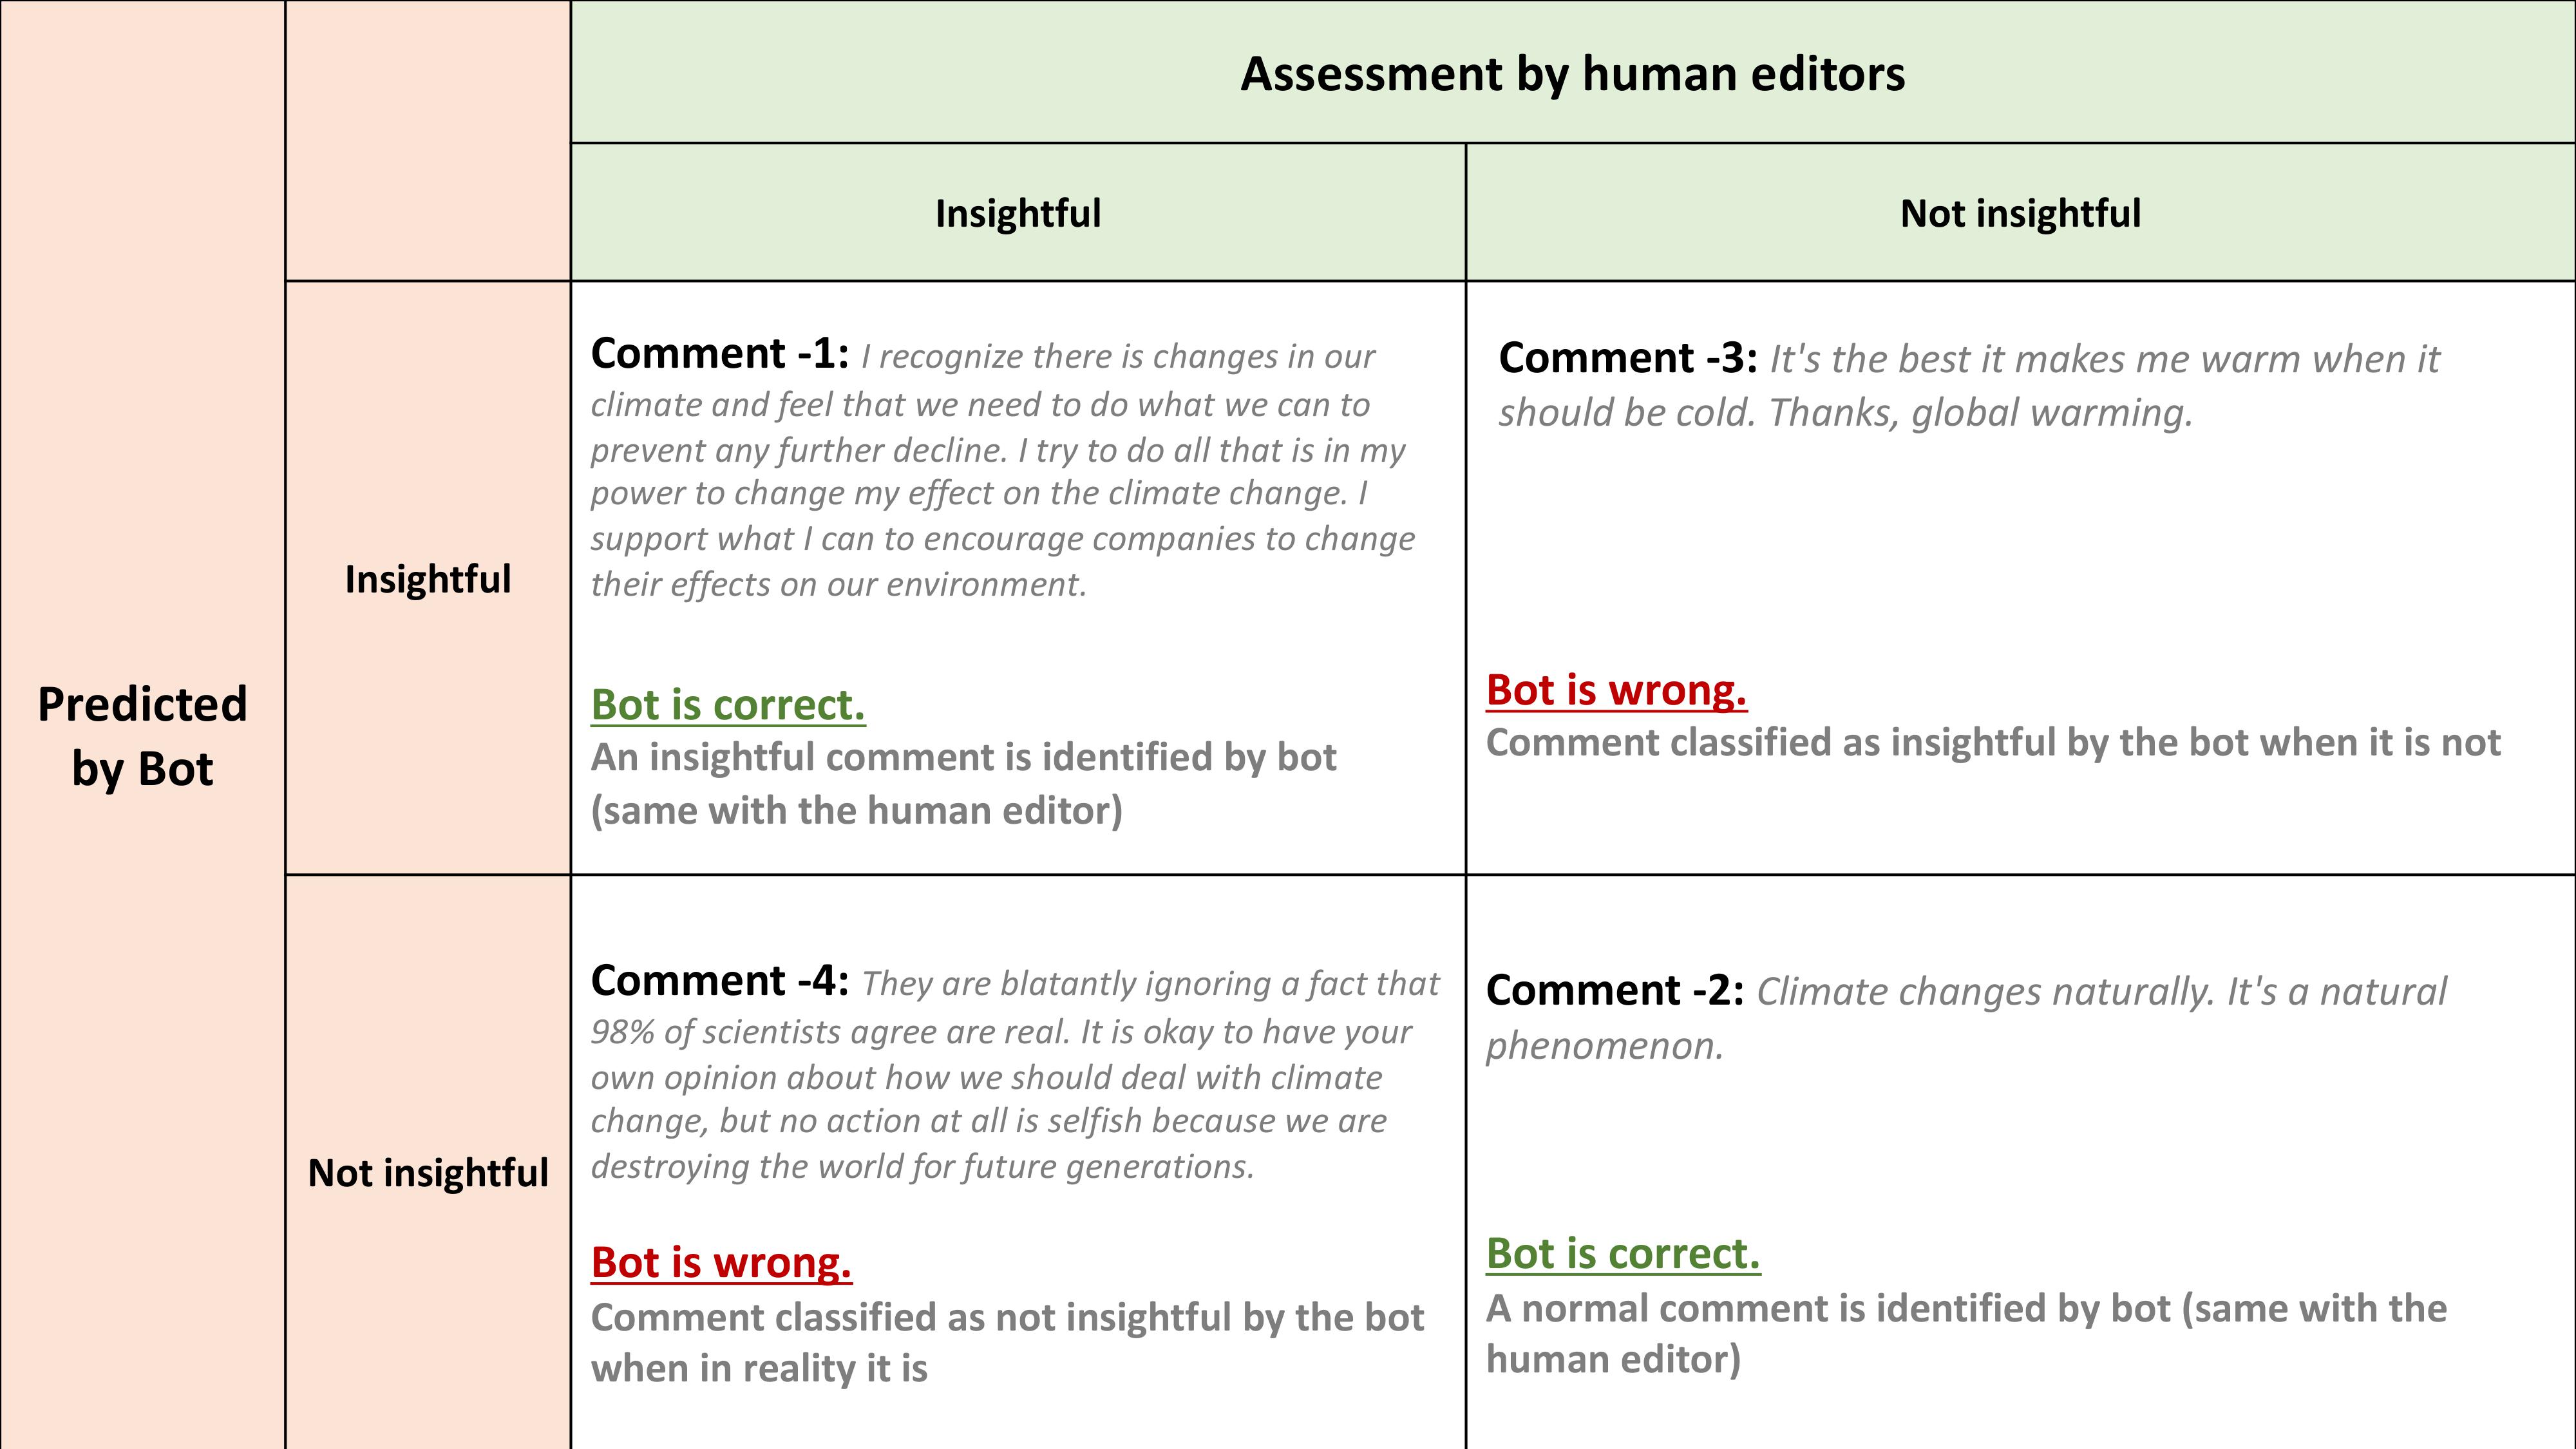 Assessment by human editors
Insightful
Not insightful
Predicted
by Bot
Insightful
Comment -1: I recognize there is changes in our
climate and feel that we need to do what we can to
prevent any further decline. I try to do all that is in my
power to change my effect on the climate change. I
support what I can to encourage companies to change
their effects on our environment.
Bot is correct.
An insightful comment is identified by bot
(same with the human editor)
Comment -3: It's the best it makes me warm when it
should be cold. Thanks, global warming.
Bot is wrong.
Comment classified as insightful by the bot when it is not
Not insightful
Comment -4: They are blatantly ignoring a fact that
98% of scientists agree are real. It is okay to have your
own opinion about how we should deal with climate
change, but no action at all is selfish because we are
destroying the world for future generations.
Bot is wrong.
Comment classified as not insightful by the bot
when in reality it is
Comment -2: Climate changes naturally. It's a natural
phenomenon.
Bot is correct.
A normal comment is identified by bot (same with the
human editor)